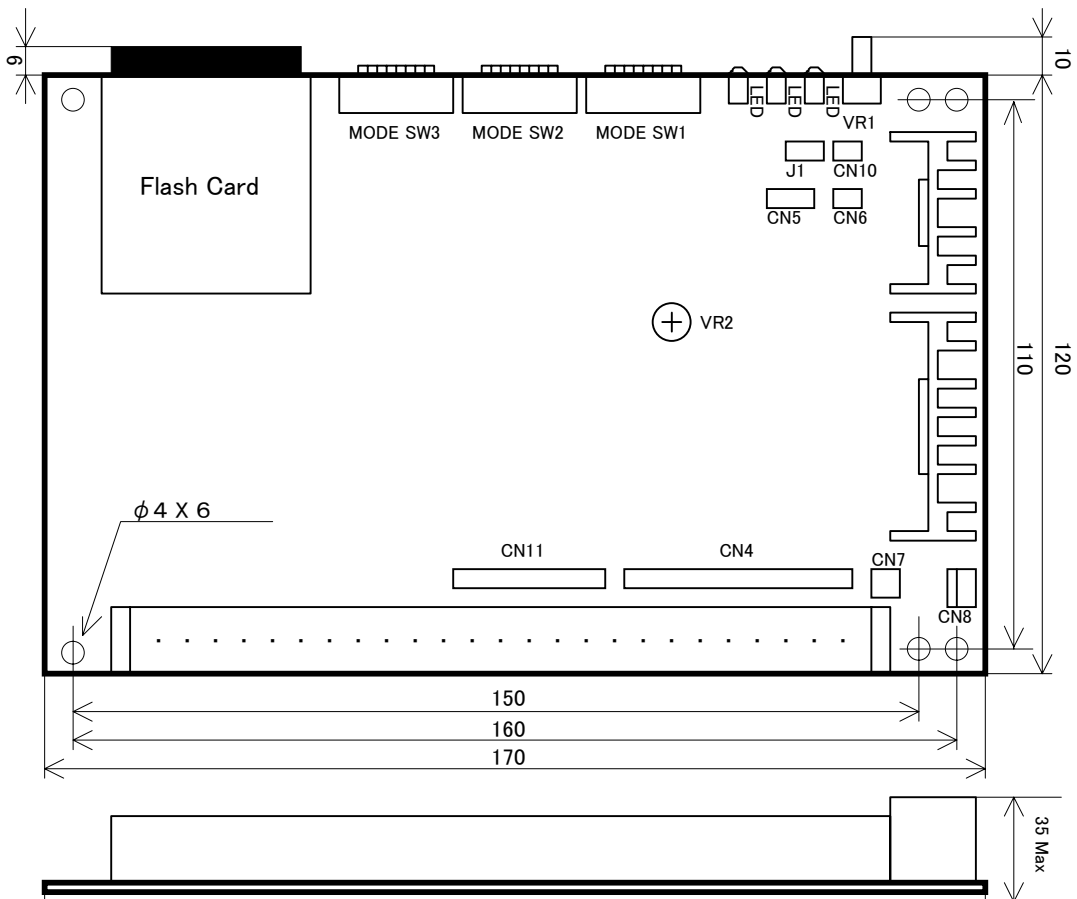 6
10
MODE SW3
MODE SW2
MODE SW1
LED
LED
LED
VR1
Flash Card
J1
CN10
CN5
CN6
VR2
110
120
φ4 X 6
CN11
CN4
CN7
CN8
150
160
170
35 Max